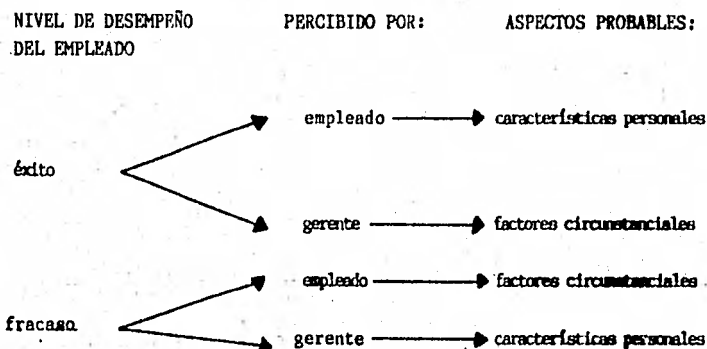 NIVEL DE DESEMPEÑO PERCIBIDO POR: ASPECTOS PROBABLES:
DEL EMPLEADO
empleado características personales
éxito
gerente factores circunstanciales
empleado factores circunstanciales
fracaso
gerente características personales